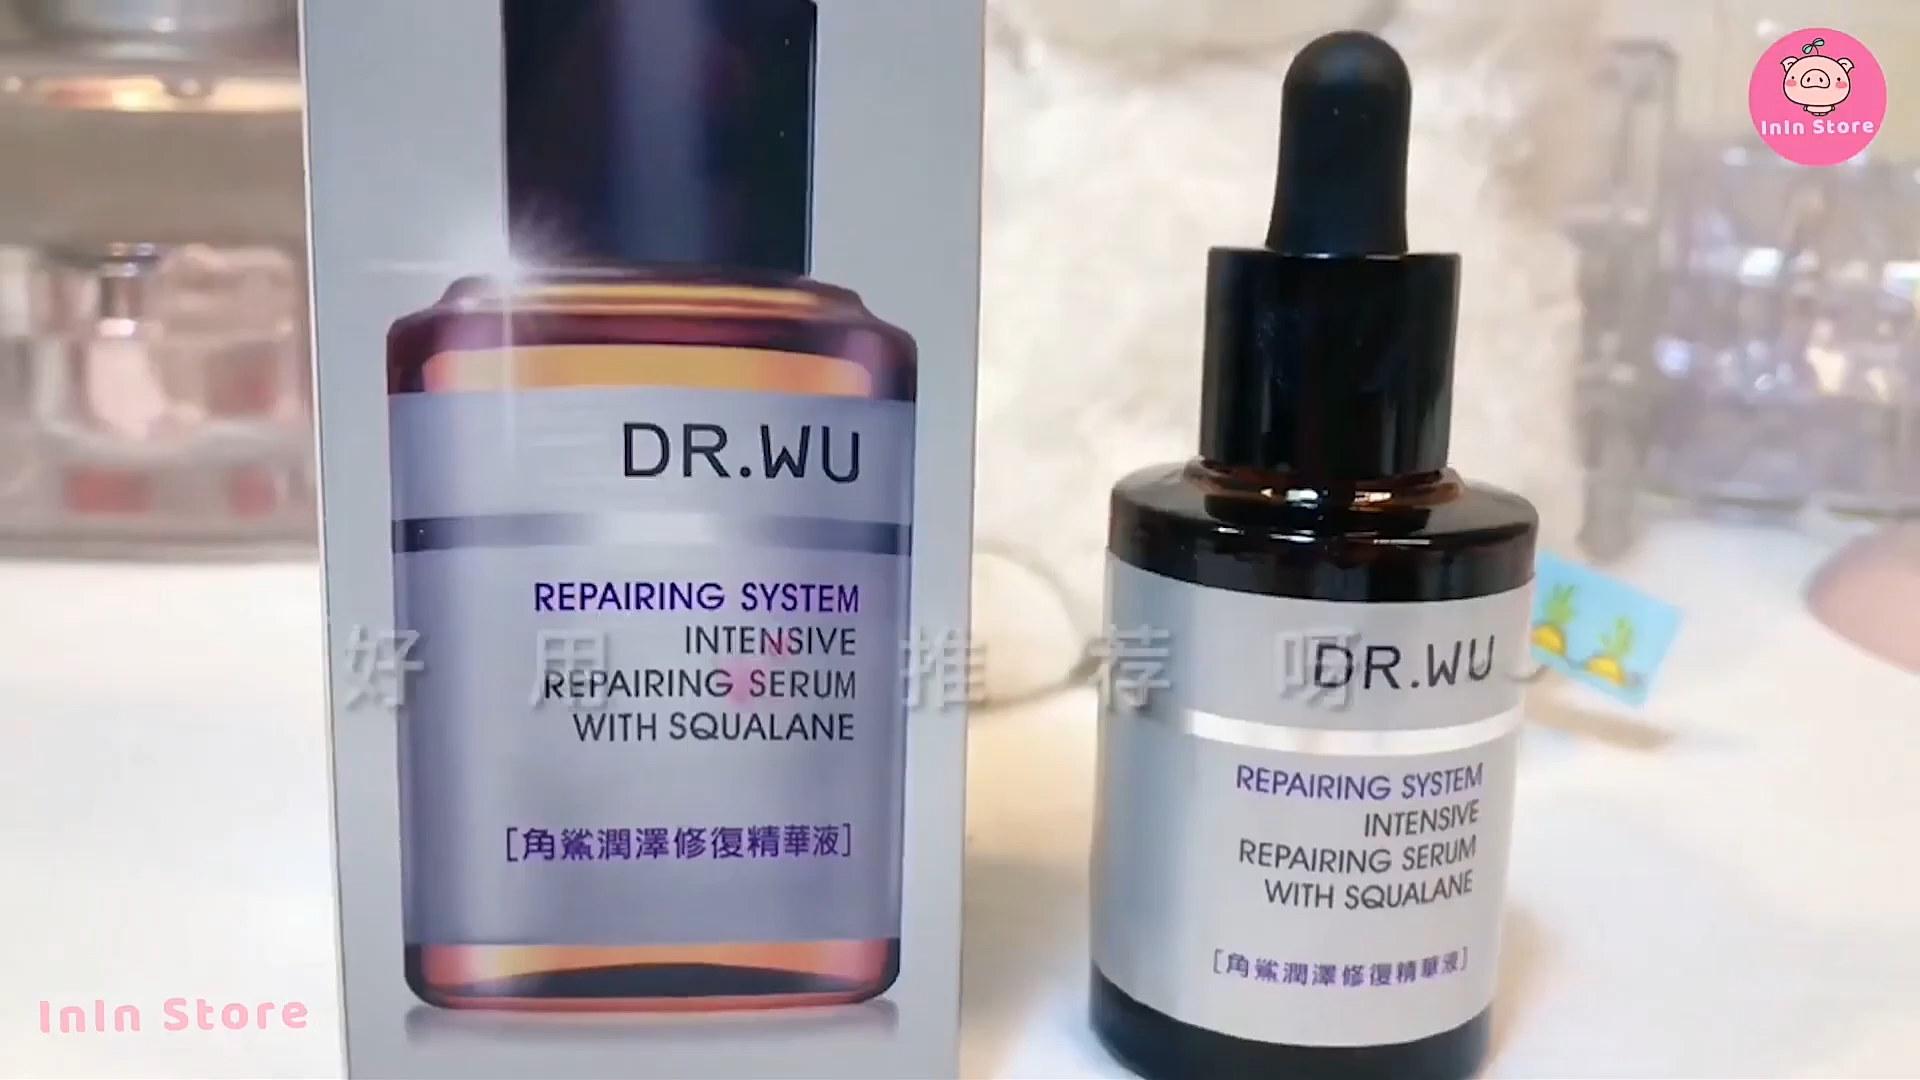 InIn Store
DR.WU
REPAIRING SYSTEM
INTENSIVE
REPAIRING SERUM
WITH SQUALANE
[角鯊潤澤修復精華液]
DR.WU
REPAIRING SYSTEM
INTENSIVE
REPAIRING SERUM
WITH SQUALANE
[角鯊潤澤修復精華液]
好用 推荐呀
InIn Store